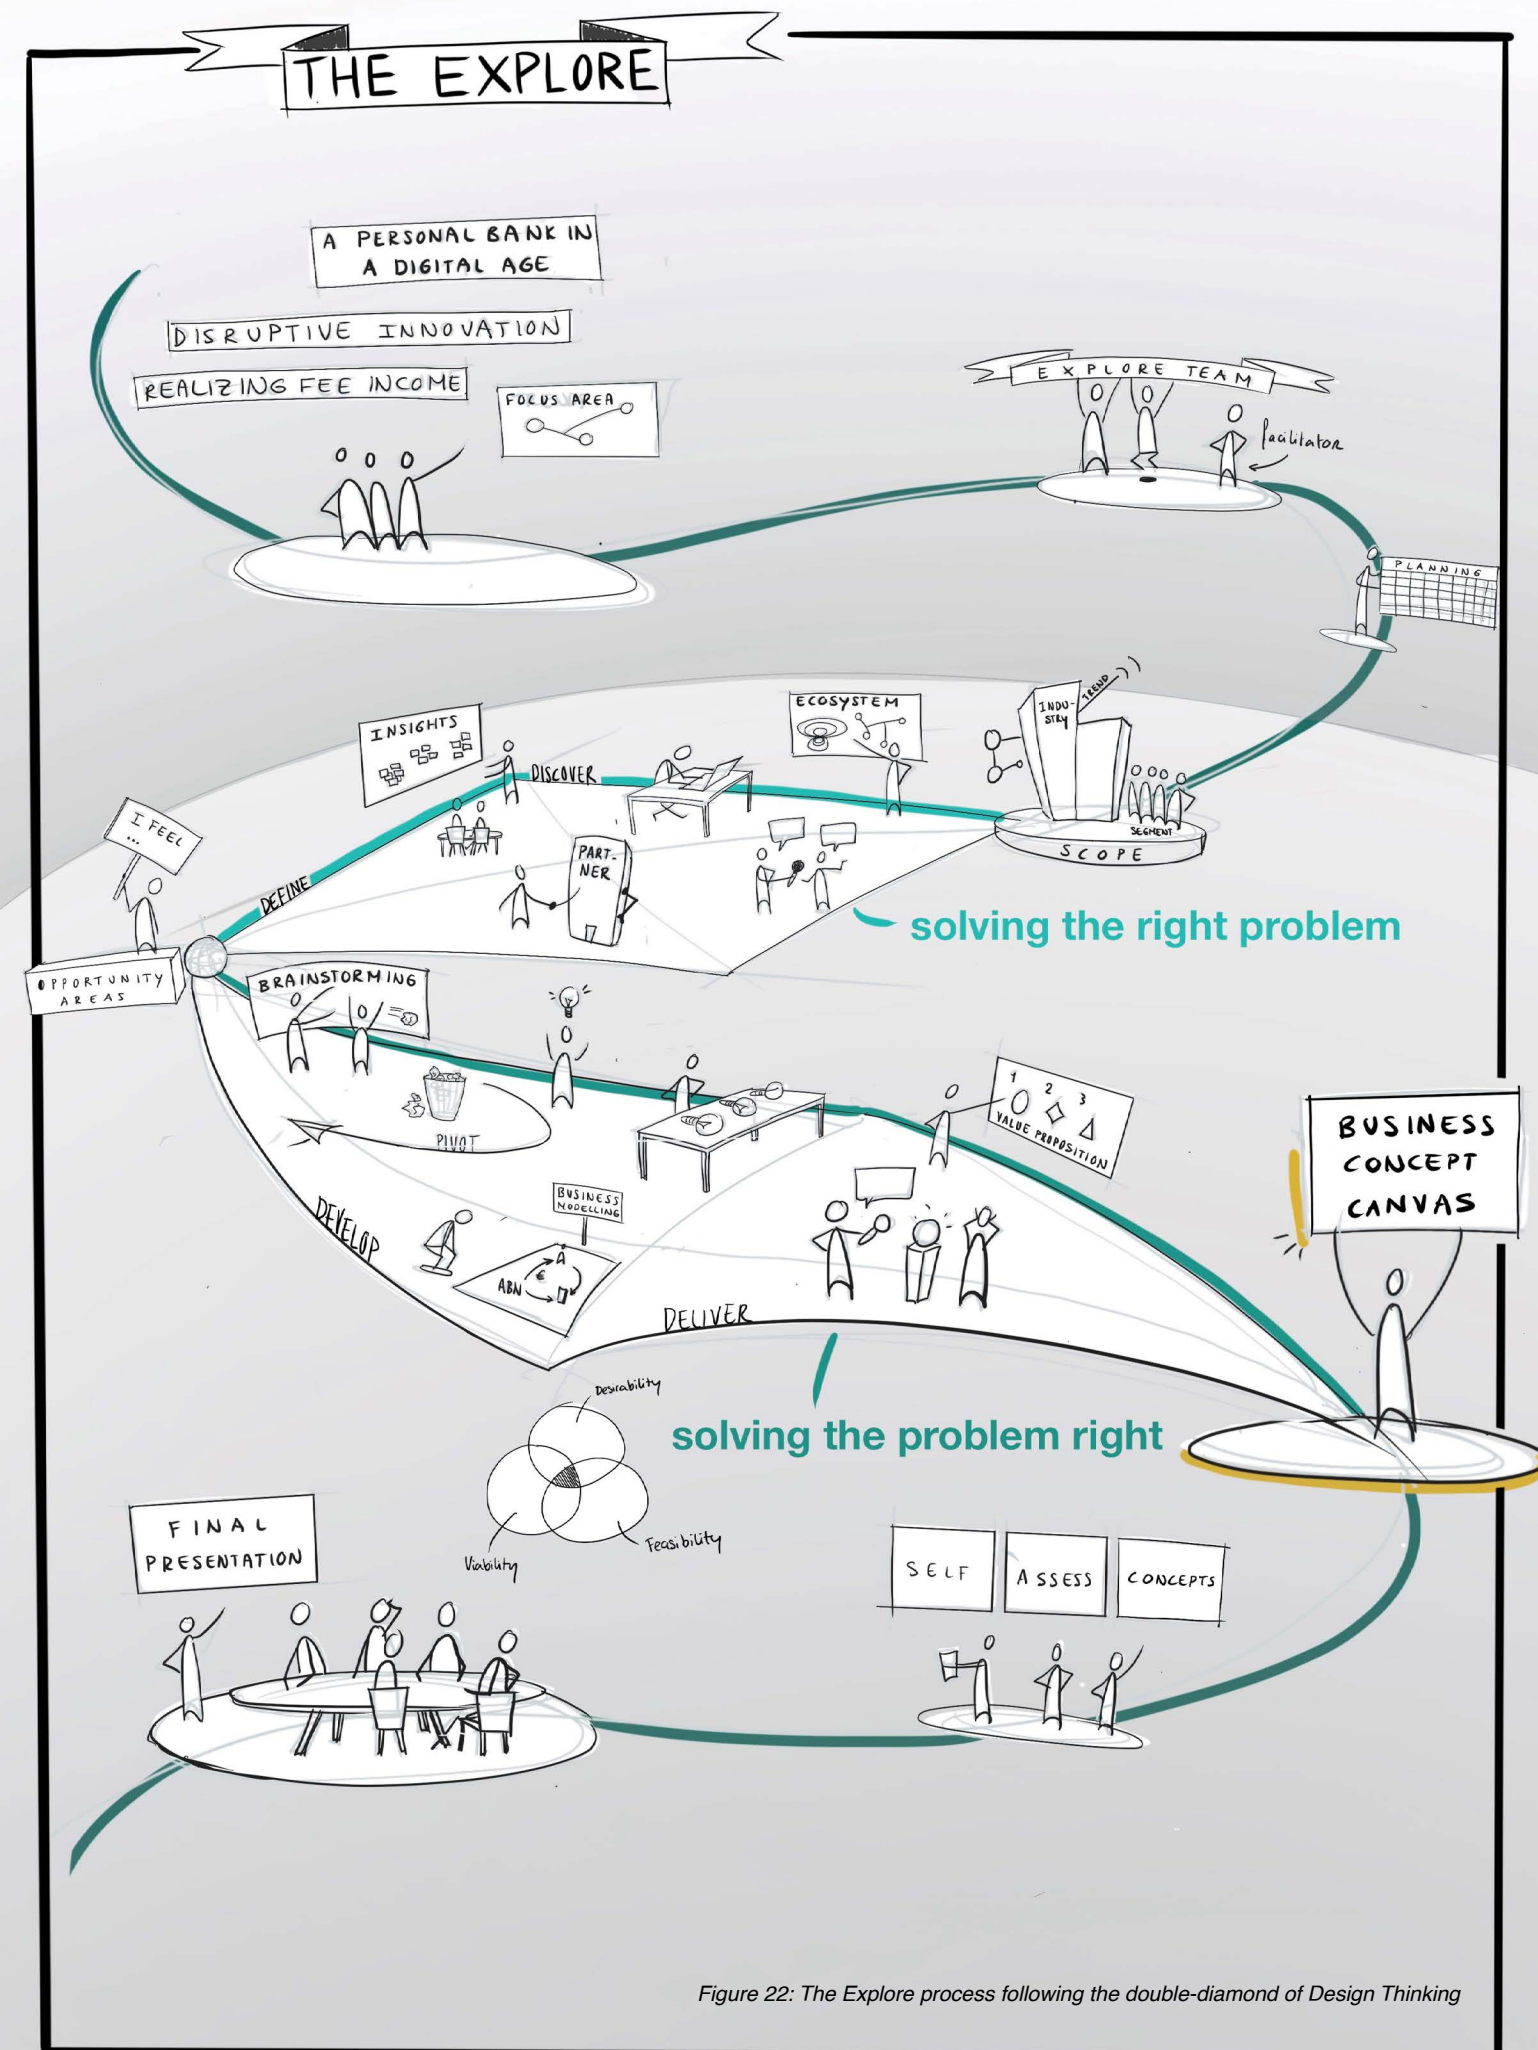 THE EXPLORE
A PERSONAL BANK IN
A DIGITAL AGE
DISRUPTIVE INNOVATION
REALIZING FEE INCOME
FOCUS AREA
EXPLORE TEAM
facilitator
PLANNING
INDU-
STRY
TREND
SEGMENT
SCOPE
ECOSYSTEM
INSIGHTS
DISCOVER
PART-
NER
DEFINE
I FEEL
...
OPPORTUNITY
AREAS
solving the right problem
BRAINSTORMING
PIVOT
1 2 3
VALUE PROPOSITION
BUSINESS
MODELLING
A
€
ABN
DEVELOP
DELIVER
BUSINESS
CONCEPT
CANVAS
solving the problem right
Desirability
Viability
Feasibility
SELF
ASSESS
CONCEPTS
FINAL
PRESENTATION
Figure 22: The Explore process following the double-diamond of Design Thinking